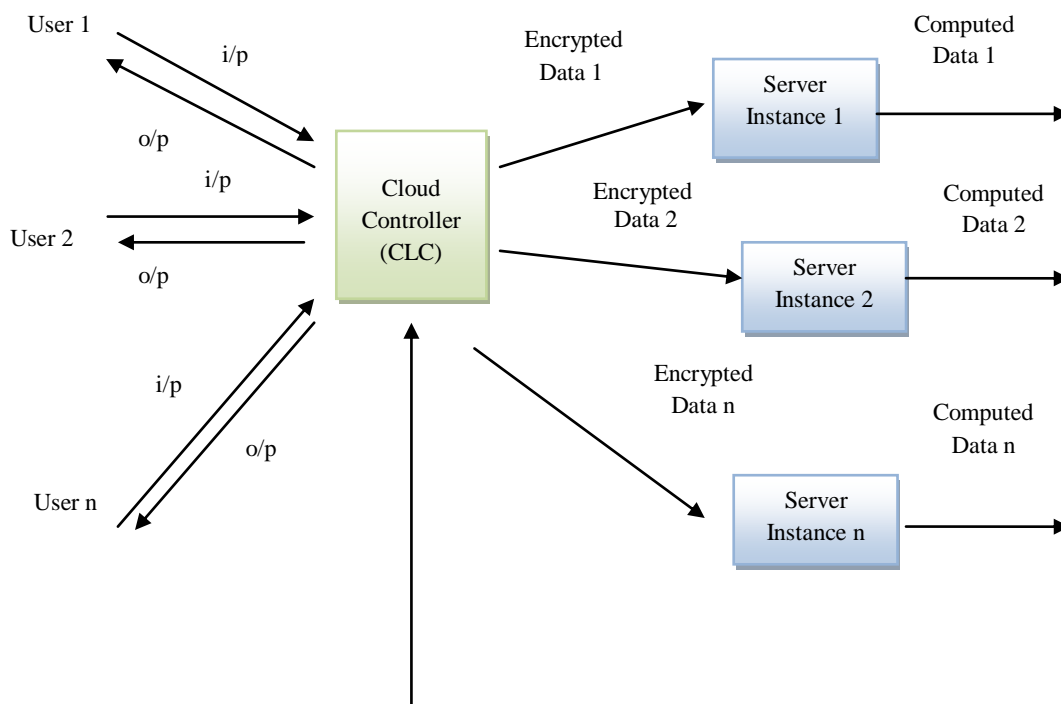 User 1
i/p
o/p
i/p
User 2
o/p
i/p
o/p
User n
Cloud
Controller
(CLC)
Encrypted
Data 1
Encrypted
Data 2
Encrypted
Data n
Server
Instance 1
Server
Instance 2
Server
Instance n
Computed
Data 1
Computed
Data 2
Computed
Data n